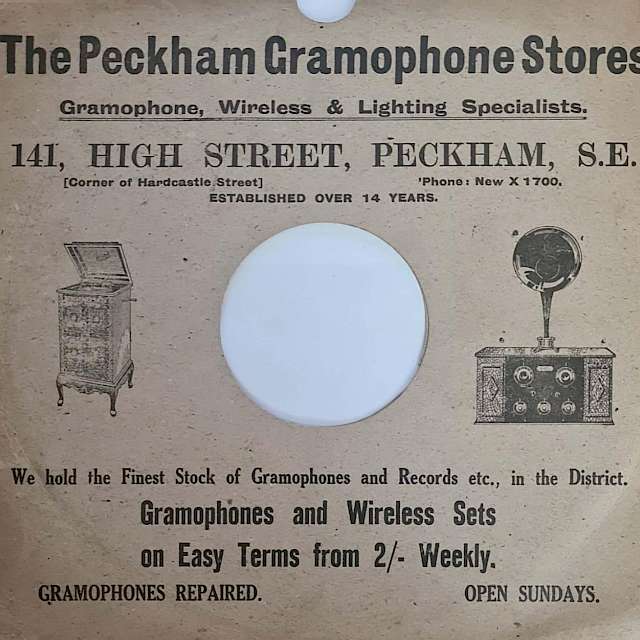 The Peckham Gramophone Stores
Gramophone, Wireless & Lighting Specialists.
141, HIGH STREET, PECKHAM, S.E.
[Corner of Hardcastle Street] 'Phone: New X 1700.
ESTABLISHED OVER 14 YEARS.
We hold the Finest Stock of Gramophones and Records etc., in the District.
Gramophones and Wireless Sets
on Easy Terms from 2/- Weekly.
GRAMOPHONES REPAIRED. OPEN SUNDAYS.